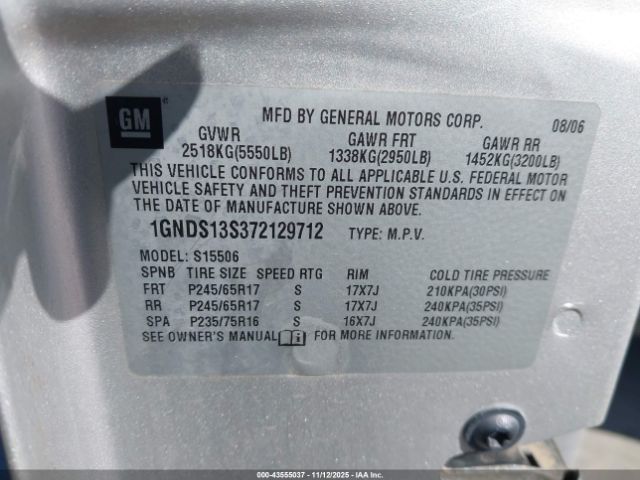 GM
MFD BY GENERAL MOTORS CORP. 08/06
GVWR GAWR FRT GAWR RR
2518KG(5550LB) 1338KG(2950LB) 1452KG(3200LB)
THIS VEHICLE CONFORMS TO ALL APPLICABLE U.S. FEDERAL MOTOR
VEHICLE SAFETY AND THEFT PREVENTION STANDARDS IN EFFECT ON
THE DATE OF MANUFACTURE SHOWN ABOVE.
1GNDS13S372129712 TYPE: M.P.V.
MODEL: S15506
SPNB TIRE SIZE SPEED RTG RIM COLD TIRE PRESSURE
FRT P245/65R17 S 17X7J 210KPA(30PSI)
RR P245/65R17 S 17X7J 240KPA(35PSI)
SPA P235/75R16 S 16X7J 240KPA(35PSI)
SEE OWNER'S MANUAL FOR MORE INFORMATION.
000-43555037 - 11/12/2025 - IAA Inc.